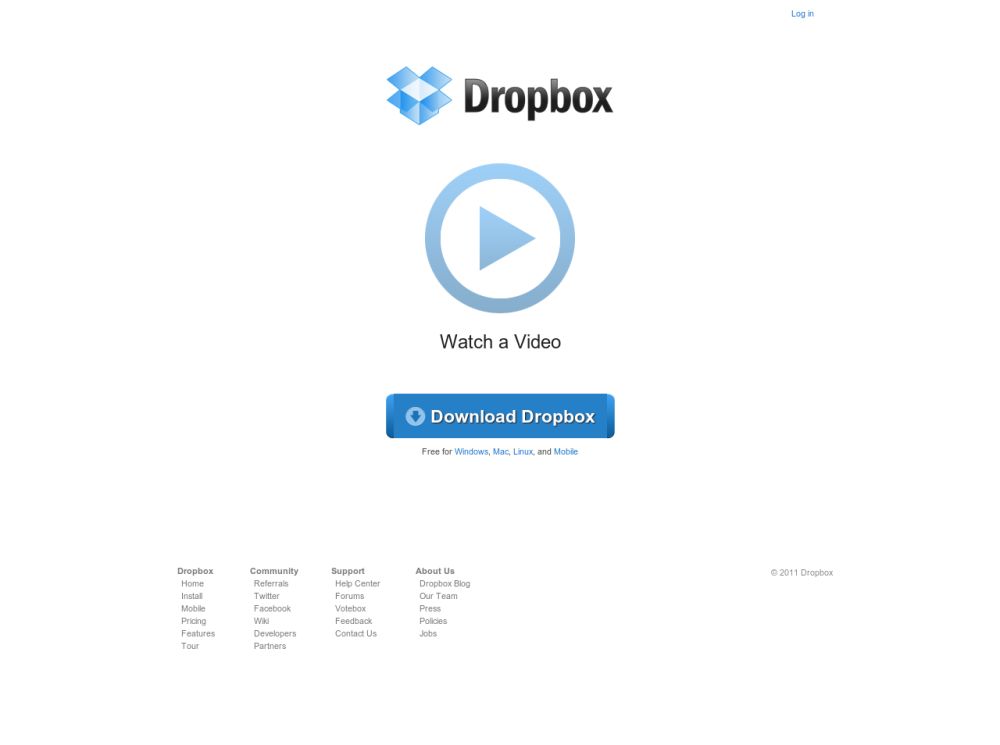 Log in
Dropbox
Watch a Video
Download Dropbox
Free for Windows, Mac, Linux, and Mobile
Dropbox
Home
Install
Mobile
Pricing
Features
Tour
Community
Referrals
Twitter
Facebook
Wiki
Developers
Partners
Support
Help Center
Forums
Votebox
Feedback
Contact Us
About Us
Dropbox Blog
Our Team
Press
Policies
Jobs
© 2011 Dropbox